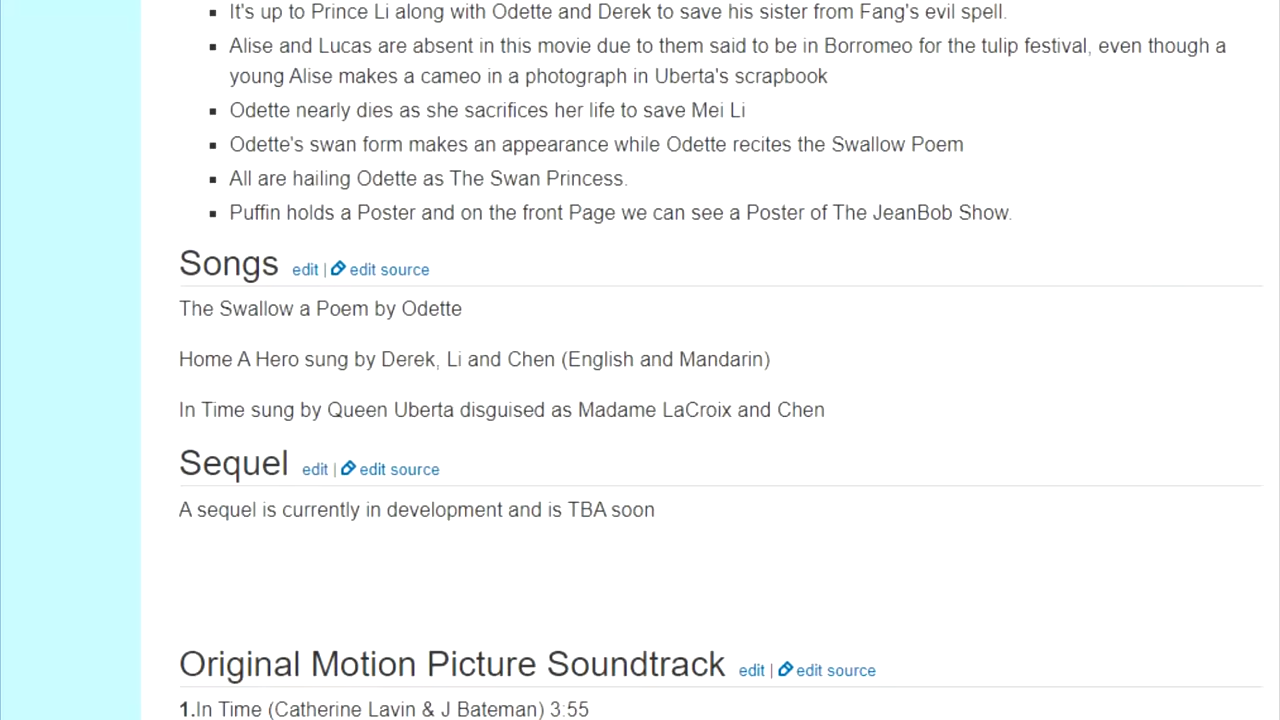 It's up to Prince Li along with Odette and Derek to save his sister from Fang's evil spell.
Alise and Lucas are absent in this movie due to them said to be in Borromeo for the tulip festival, even though a
young Alise makes a cameo in a photograph in Uberta's scrapbook
Odette nearly dies as she sacrifices her life to save Mei Li
Odette's swan form makes an appearance while Odette recites the Swallow Poem
All are hailing Odette as The Swan Princess.
Puffin holds a Poster and on the front Page we can see a Poster of The JeanBob Show.
Songs edit | edit source
The Swallow a Poem by Odette
Home A Hero sung by Derek, Li and Chen (English and Mandarin)
In Time sung by Queen Uberta disguised as Madame LaCroix and Chen
Sequel edit | edit source
A sequel is currently in development and is TBA soon
Original Motion Picture Soundtrack edit | edit source
1.In Time (Catherine Lavin & J Bateman) 3:55